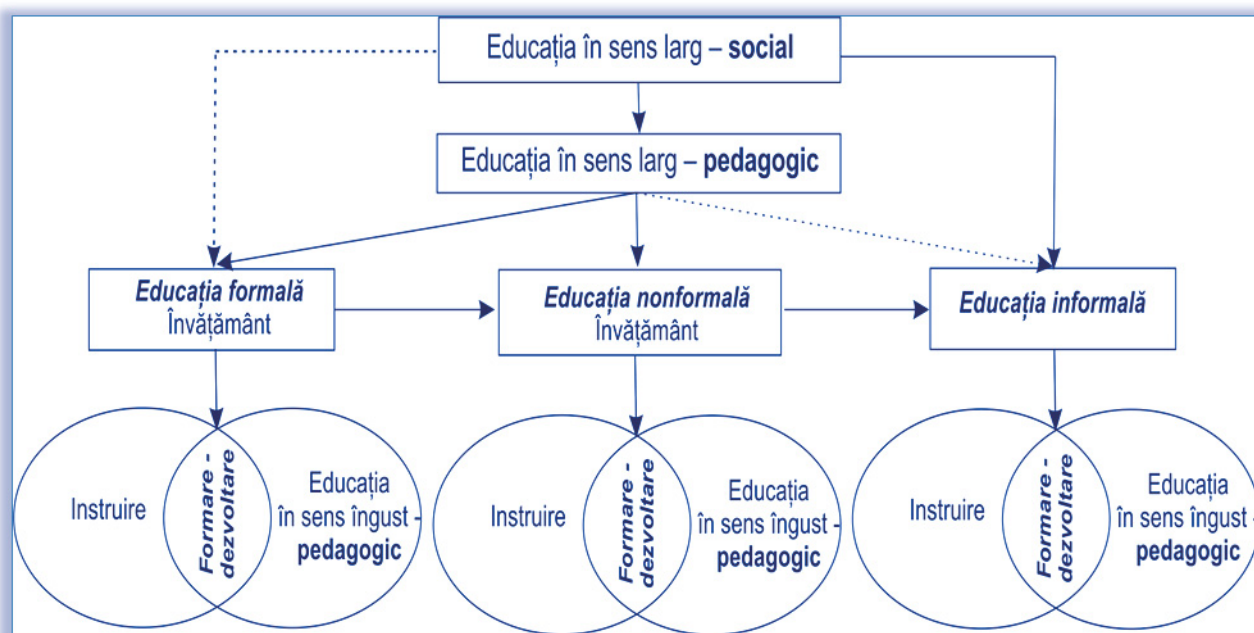 Educația în sens larg – social
Educația în sens larg – pedagogic
Educația formală
Învățământ
Educația nonformală
Învățământ
Educația informală
Instruire
Formare -
dezvoltare
Educația
în sens îngust -
pedagogic
Instruire
Formare -
dezvoltare
Educația
în sens îngust -
pedagogic
Instruire
Formare -
dezvoltare
Educația
în sens îngust -
pedagogic